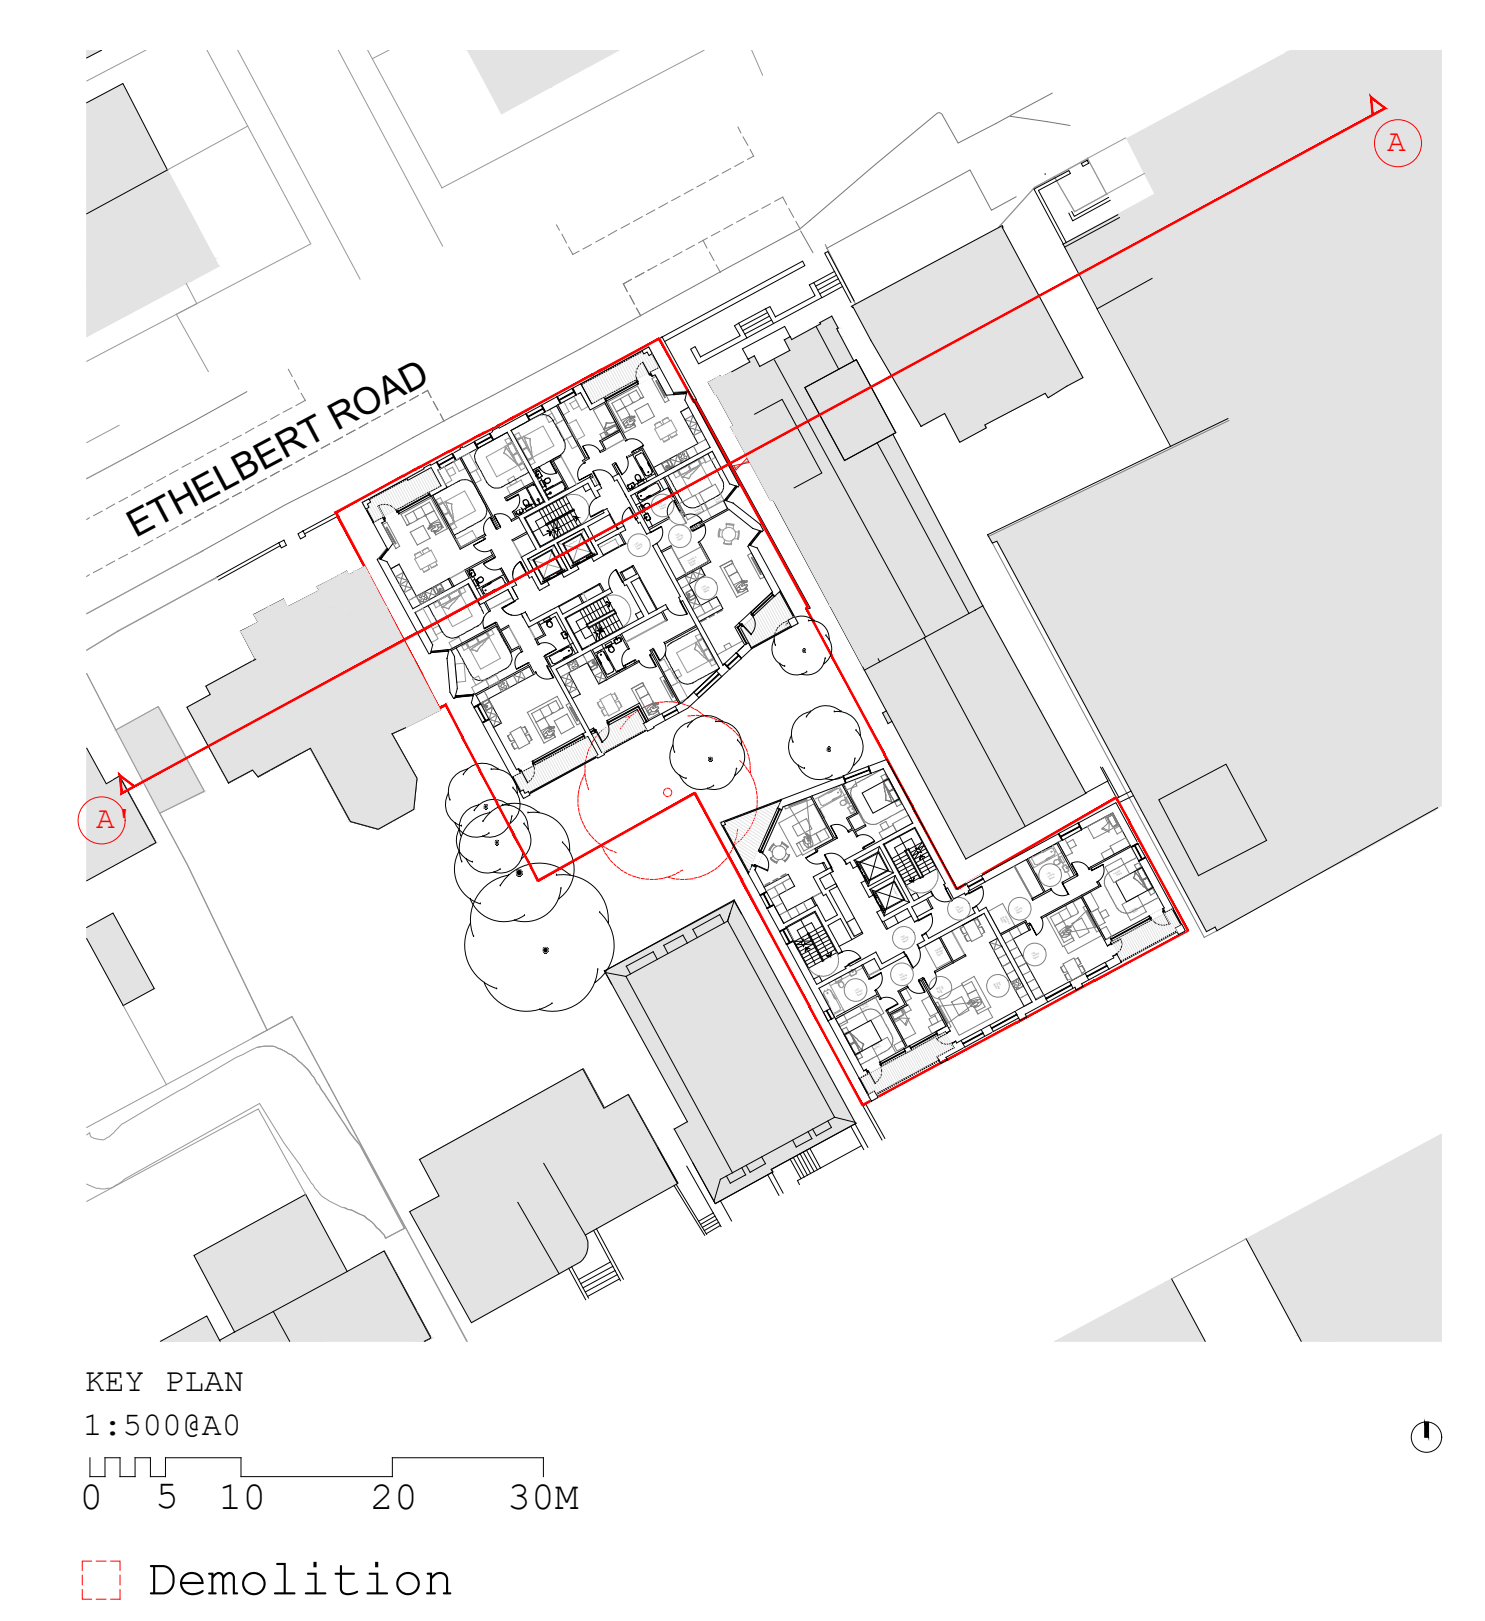 A
ETHELBERT ROAD
A'
KEY PLAN
1:500@A0
0 5 10 20 30M
Demolition